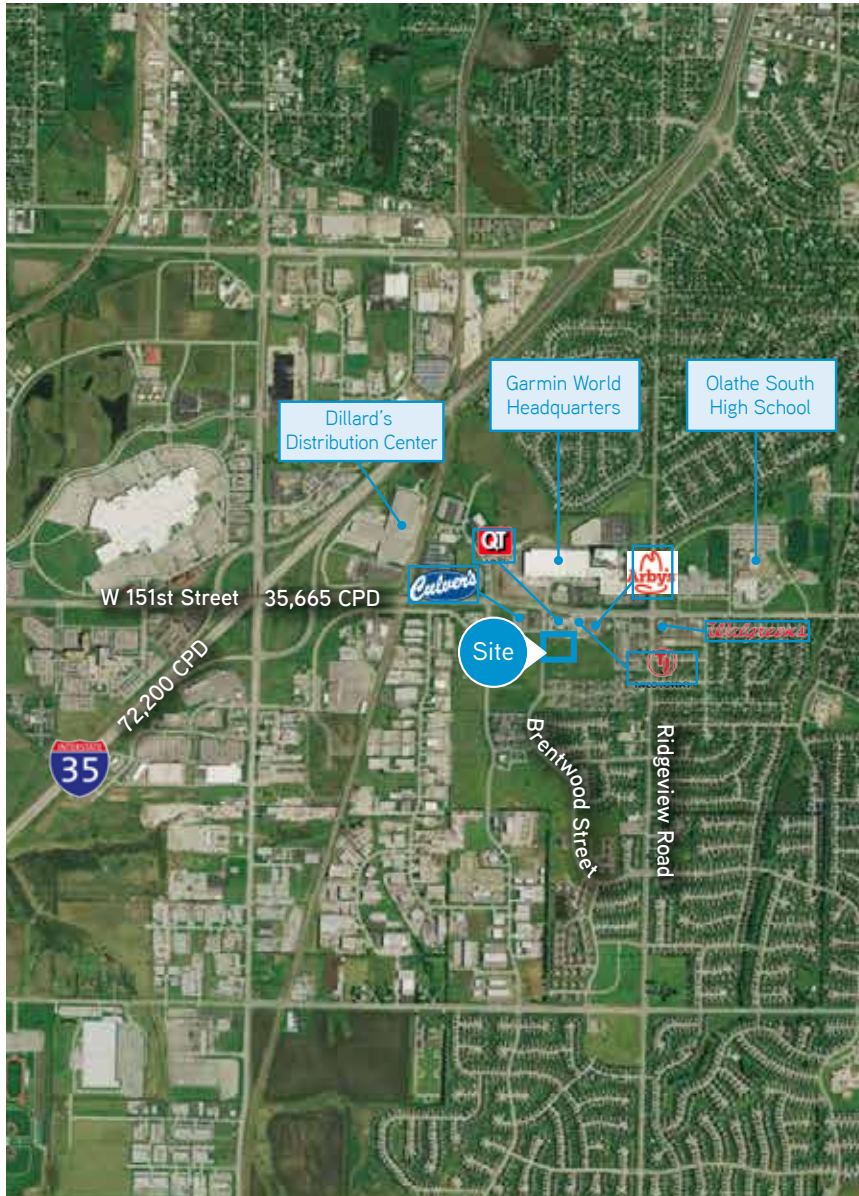 Garmin World
Headquarters
Olathe South
High School
Dillard's
Distribution Center
QT
Arby's
Culver's
W 151st Street 35,665 CPD
Walgreens
Site
TJ
72,200 CPD
INTERSTATE
35
Brentwood Street
Ridgeview Road